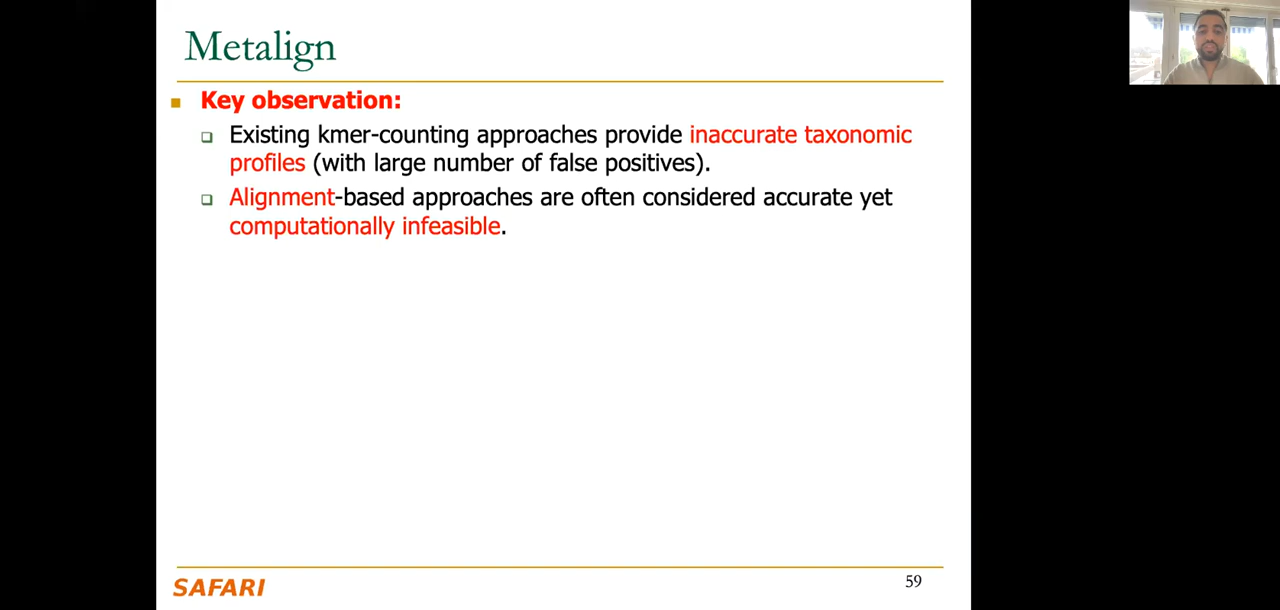 Metalign
Key observation:
Existing kmer-counting approaches provide inaccurate taxonomic
profiles (with large number of false positives).
Alignment-based approaches are often considered accurate yet
computationally infeasible.
SAFARI
59